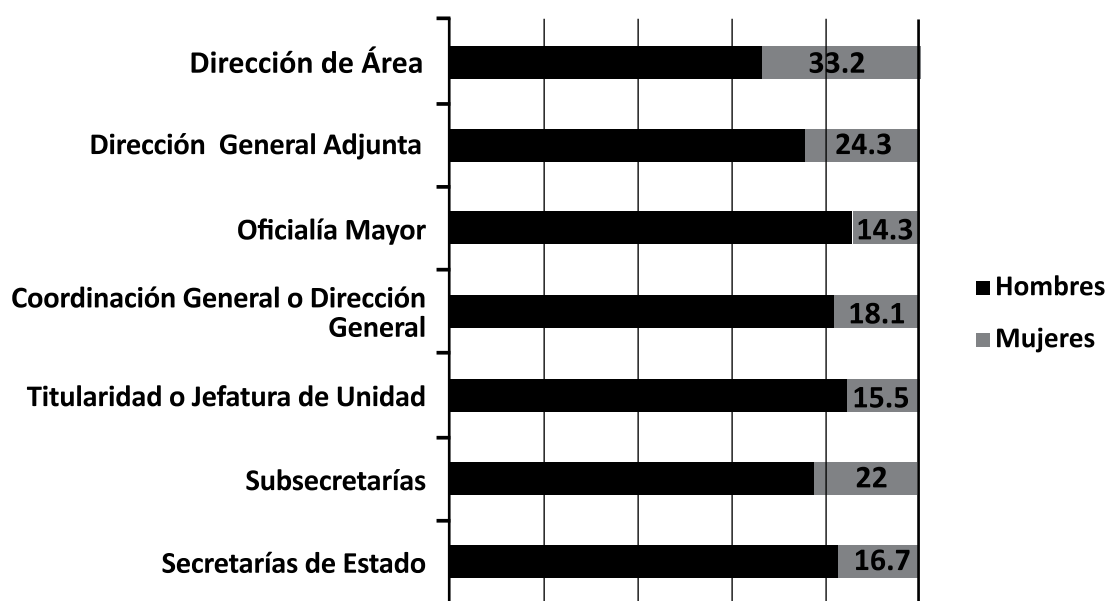 Dirección de Área
33.2
Dirección General Adjunta
24.3
Oficialía Mayor
14.3
Coordinación General o Dirección
General
18.1
Titularidad o Jefatura de Unidad
15.5
Subsecretarías
22
Secretarías de Estado
16.7
Hombres
Mujeres